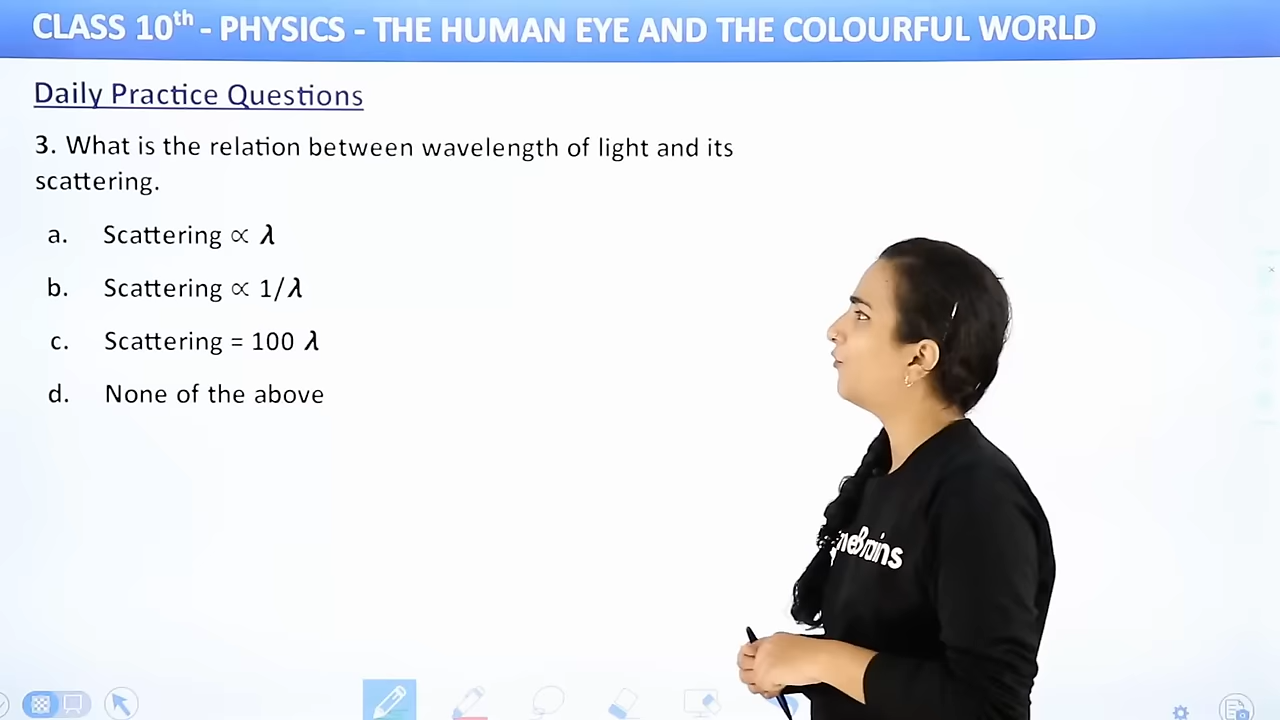 CLASS 10th - PHYSICS - THE HUMAN EYE AND THE COLOURFUL WORLD
Daily Practice Questions
3. What is the relation between wavelength of light and its
scattering.
a. Scattering ∝ λ
b. Scattering ∝ 1/λ
c. Scattering = 100 λ
d. None of the above